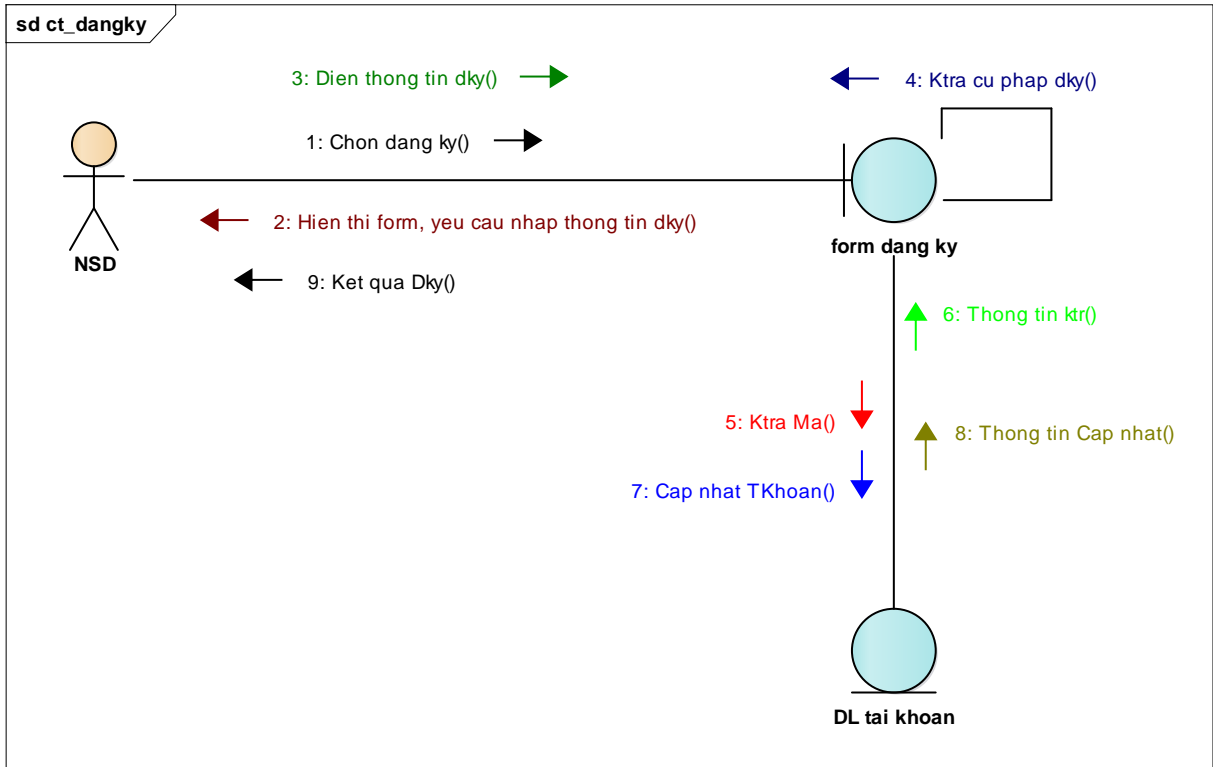 sd ct_dangky
3: Dien thong tin dky()
4: Ktra cu phap dky()
1: Chon dang ky()
2: Hien thi form, yeu cau nhap thong tin dky()
form dang ky
NSD
9: Ket qua Dky()
6: Thong tin ktr()
5: Ktra Ma()
8: Thong tin Cap nhat()
7: Cap nhat TKhoan()
DL tai khoan